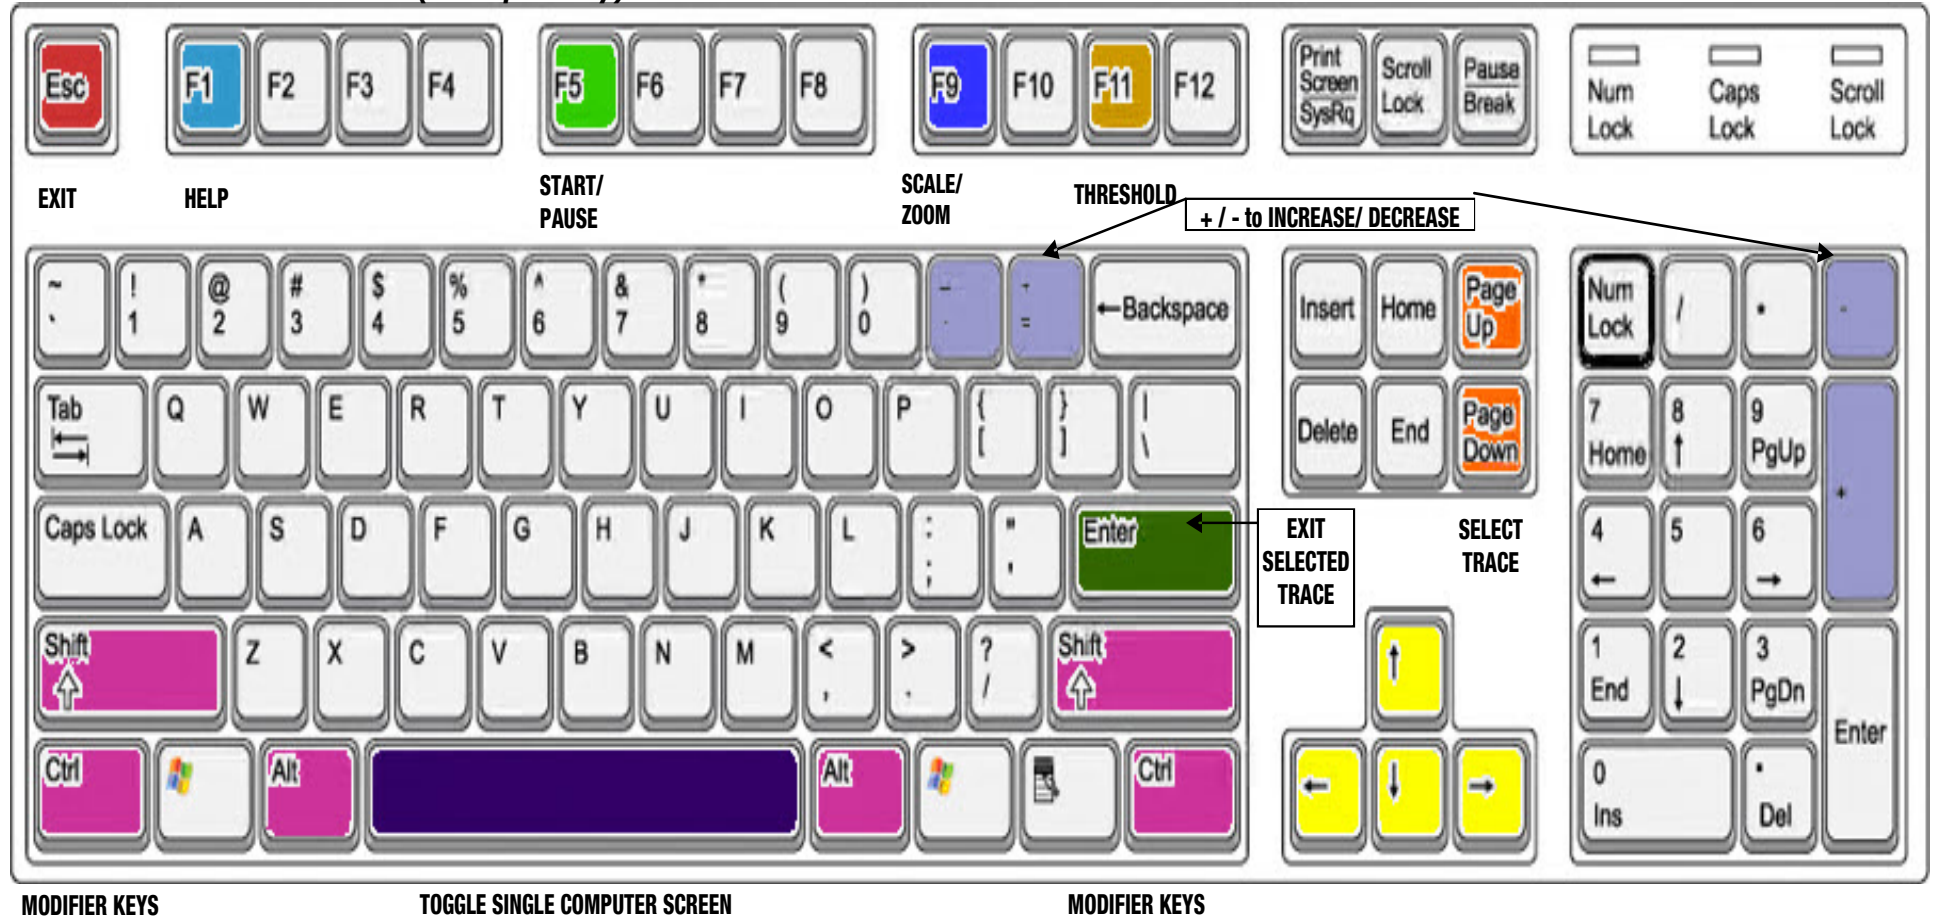 Esc F1 F2 F3 F4 F5 F6 F7 F8 F9 F10 F11 F12
Print
Screen
SysRq
Scroll
Lock
Pause
Break
Num
Lock
Caps
Lock
Scroll
Lock
EXIT
HELP
START/
PAUSE
SCALE/
ZOOM
THRESHOLD
+ / - to INCREASE/ DECREASE
~ ! @ # $ % ^ & * ( ) – +
` 1 2 3 4 5 6 7 8 9 0 =
←Backspace
Insert Home
Page
Up
Num
Lock
/ • -
Tab Q W E R T Y U I O P { } |
[ ] \
Delete End
Page
Down
7 8 9
Home ↑ PgUp
+
Caps Lock A S D F G H J K L : "
; '
Enter
EXIT
SELECTED
TRACE
SELECT
TRACE
4 5 6
← →
Shift Z X C V B N M < > ?
, . /
Shift
↑
1 2 3
End ↓ PgDn
Enter
Ctrl Alt Alt Ctrl
← ↓ →
0 •
Ins Del
MODIFIER KEYS
TOGGLE SINGLE COMPUTER SCREEN
MODIFIER KEYS